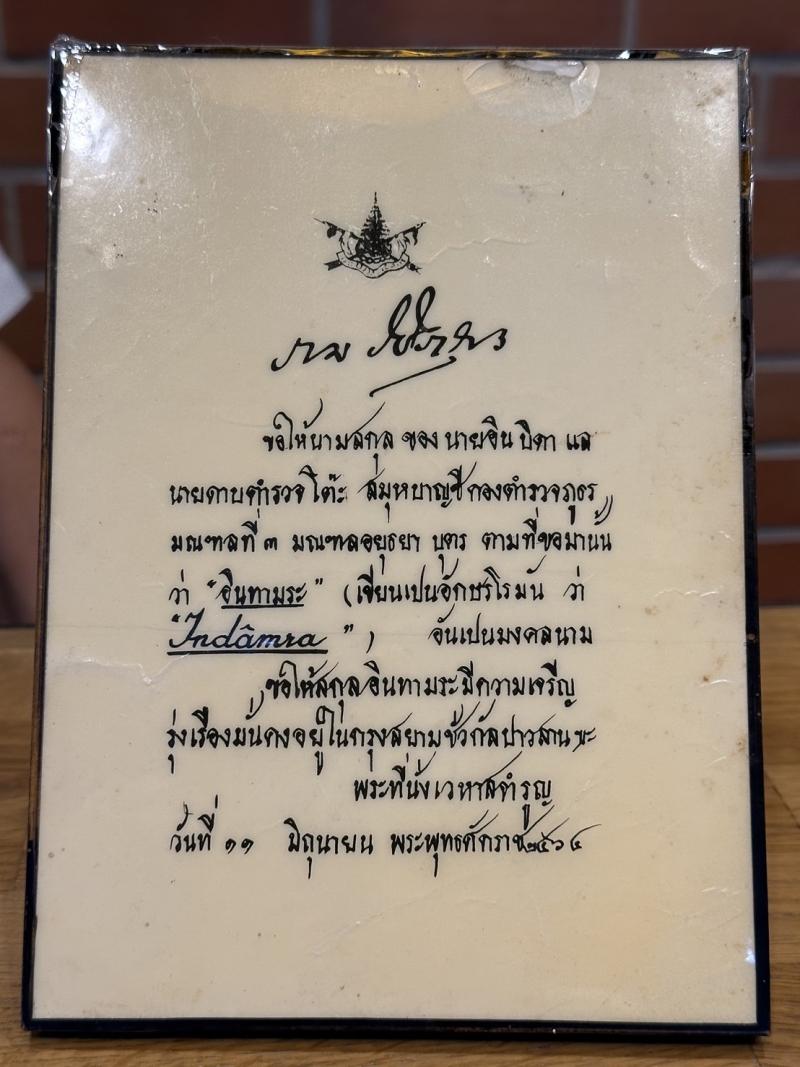 ราม
ขอให้นามสกุล ของ นายอิน บิดา แล
นายดาบตำรวจ โต๊ะ สมุหบาญชีกองตำรวจภูธร
มณฑลที่ ๓ มณฑลอยุธยา บุตร ตามที่ขอมานั้น
ว่า "อินทามระ" (เขียนเปนอักษรโรมัน ว่า
"Indâmra") อันเปนมงคลนาม
ขอให้สกุลอินทามระมีความเจรีญ
รุ่งเรืองมั่นคงอยู่ในกรุงสยามชั่วกัลปาวสาน ฯะ
พระที่นั่งเวหาสจำรูญ
วันที่ ๑๑ มิถุนายน พระพุทธศักราช ๒๔๖๔